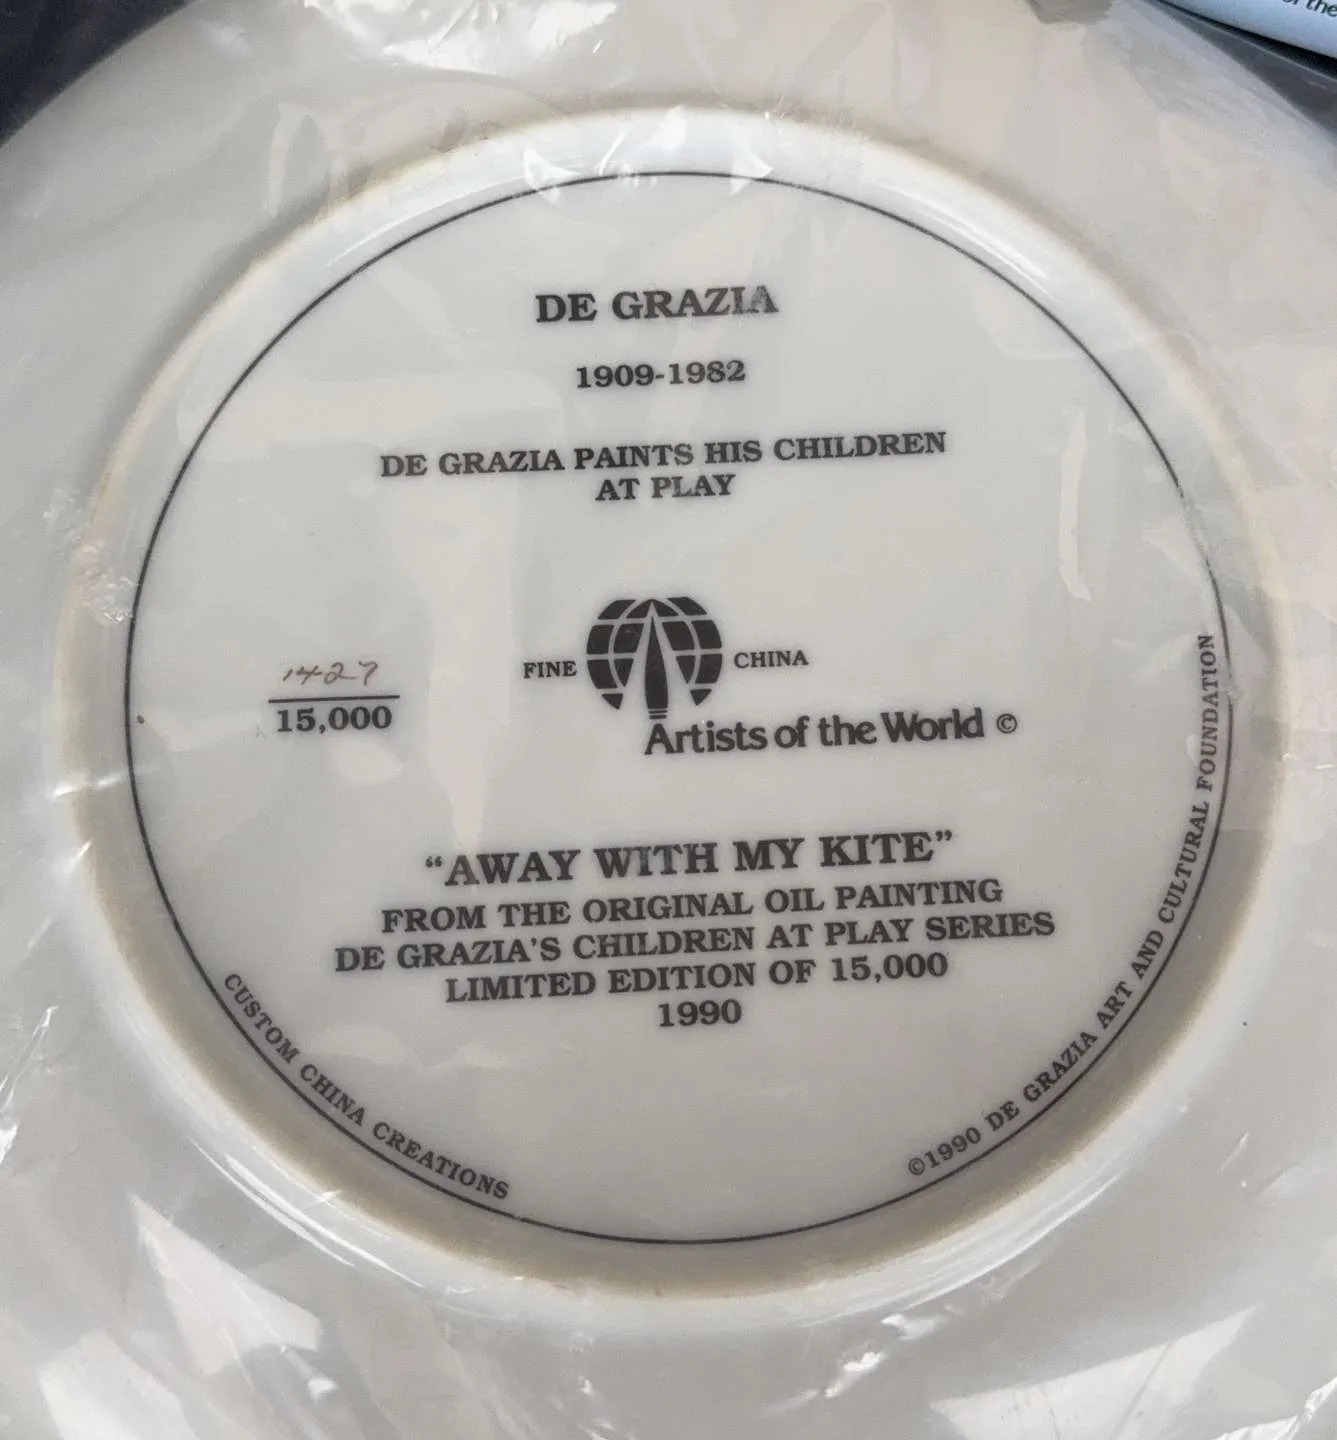 of the
DE GRAZIA
1909-1982
DE GRAZIA PAINTS HIS CHILDREN
AT PLAY
1427
15,000
FINE CHINA
Artists of the World ©
"AWAY WITH MY KITE"
FROM THE ORIGINAL OIL PAINTING
DE GRAZIA'S CHILDREN AT PLAY SERIES
LIMITED EDITION OF 15,000
1990
CUSTOM CHINA CREATIONS
©1990 DE GRAZIA ART AND CULTURAL FOUNDATION